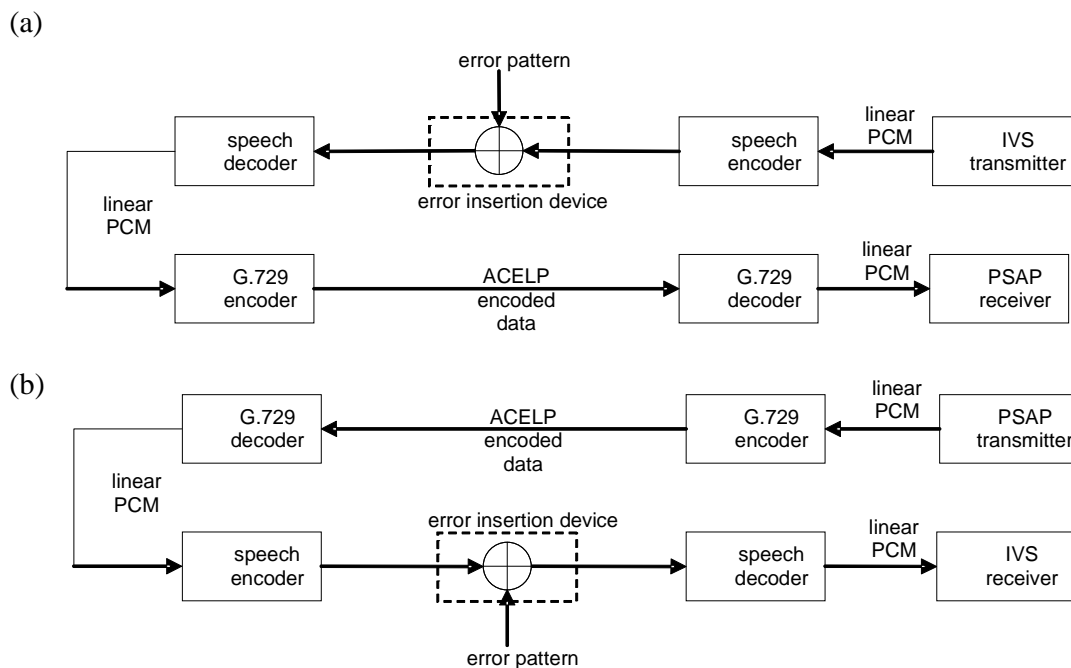 (a)
error pattern
speech
decoder
speech
encoder
linear
PCM
IVS
transmitter
error insertion device
linear
PCM
G.729
encoder
ACELP
encoded
data
G.729
decoder
linear
PCM
PSAP
receiver
(b)
G.729
decoder
ACELP
encoded
data
G.729
encoder
linear
PCM
PSAP
transmitter
linear
PCM
error insertion device
speech
encoder
speech
decoder
linear
PCM
IVS
receiver
error pattern